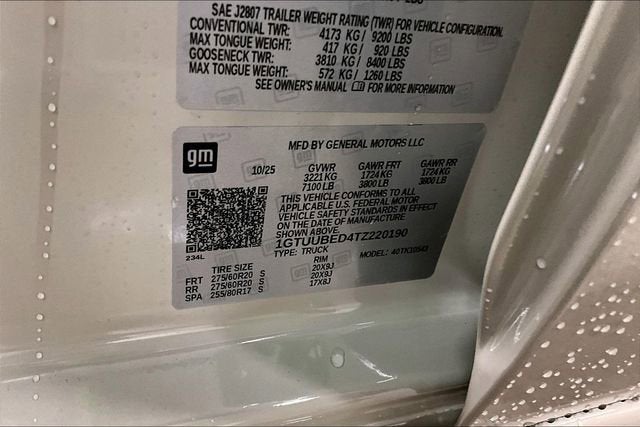 SAE J2807 TRAILER WEIGHT RATING (TWR) FOR VEHICLE CONFIGURATION.
CONVENTIONAL TWR: 4173 KG / 9200 LBS
MAX TONGUE WEIGHT: 417 KG / 920 LBS
GOOSENECK TWR: 3810 KG / 8400 LBS
MAX TONGUE WEIGHT: 572 KG / 1260 LBS
SEE OWNER'S MANUAL FOR MORE INFORMATION
gm
MFD BY GENERAL MOTORS LLC
10/25 GVWR GAWR FRT GAWR RR
3221 KG 1724 KG 1724 KG
7100 LB 3800 LB 3800 LB
THIS VEHICLE CONFORMS TO ALL
APPLICABLE U.S. FEDERAL MOTOR
VEHICLE SAFETY STANDARDS IN EFFECT
ON THE DATE OF MANUFACTURE
SHOWN ABOVE.
1GTUUBED4TZ220190
TYPE: TRUCK MODEL:
234L
TIRE SIZE RIM
FRT 275/60R20 S 20X9J
RR 275/60R20 S 20X9J
SPA 255/80R17 S 17X8J